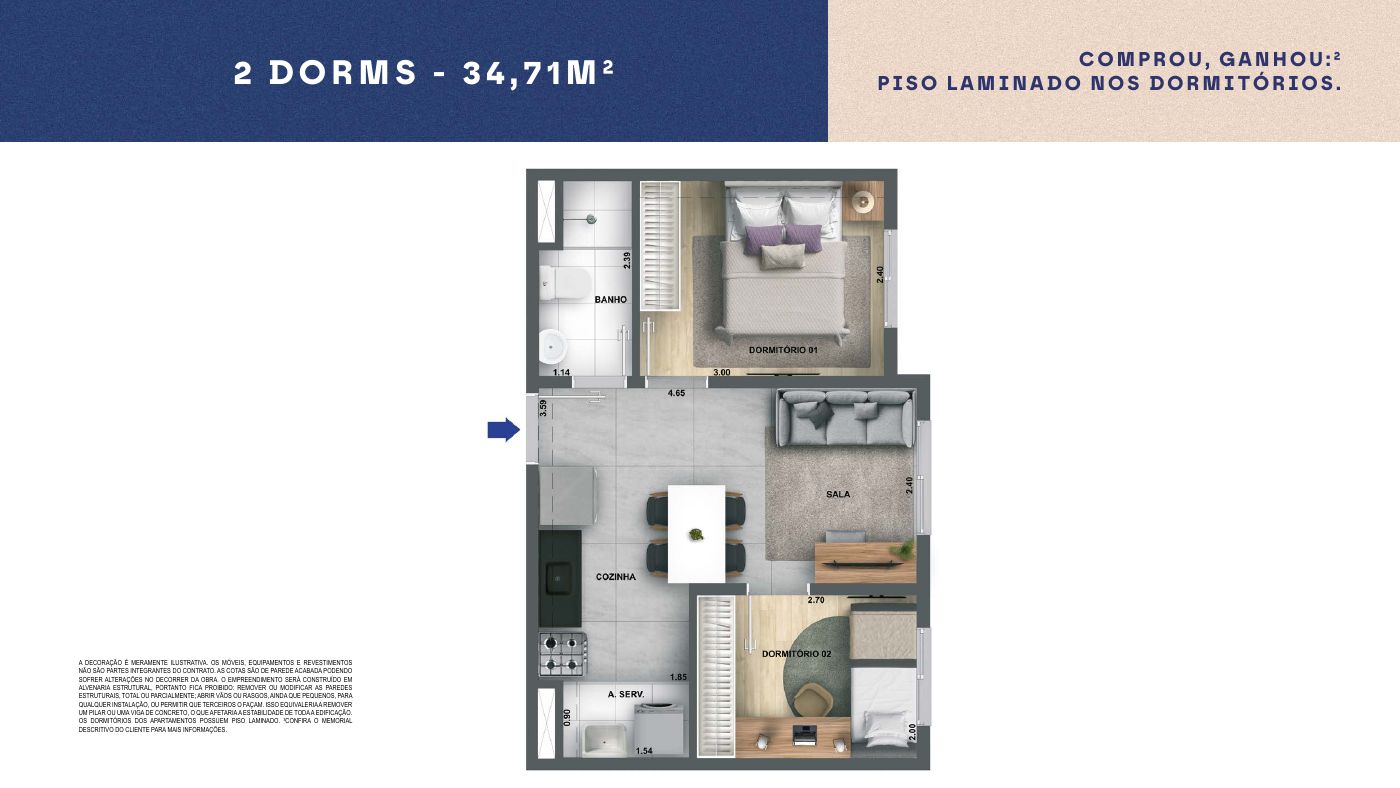 2 DORMS - 34,71M²
COMPROU, GANHOU:²
PISO LAMINADO NOS DORMITÓRIOS.
2.39
BANHO
1.14
2.40
DORMITÓRIO 01
3.00
4.65
3.59
SALA
2.40
COZINHA
2.70
DORMITÓRIO 02
1.85
A. SERV.
0.90
1.54
2.00
A DECORAÇÃO É MERAMENTE ILUSTRATIVA. OS MÓVEIS, EQUIPAMENTOS E REVESTIMENTOS
NÃO SÃO PARTES INTEGRANTES DO CONTRATO. AS COTAS SÃO DE PAREDE ACABADA PODENDO
SOFRER ALTERAÇÕES NO DECORRER DA OBRA. O EMPREENDIMENTO SERÁ CONSTRUÍDO EM
ALVENARIA ESTRUTURAL, PORTANTO FICA PROIBIDO: REMOVER OU MODIFICAR AS PAREDES
ESTRUTURAIS, TOTAL OU PARCIALMENTE; ABRIR VÃOS OU RASGOS, AINDA QUE PEQUENOS, PARA
QUALQUER INSTALAÇÃO, OU PERMITIR QUE TERCEIROS O FAÇAM. ISSO EQUIVALERIA A REMOVER
UM PILAR OU UMA VIGA DE CONCRETO, O QUE AFETARIA A ESTABILIDADE DE TODA A EDIFICAÇÃO.
OS DORMITÓRIOS DOS APARTAMENTOS POSSUEM PISO LAMINADO. ²CONFIRA O MEMORIAL
DESCRITIVO DO CLIENTE PARA MAIS INFORMAÇÕES.